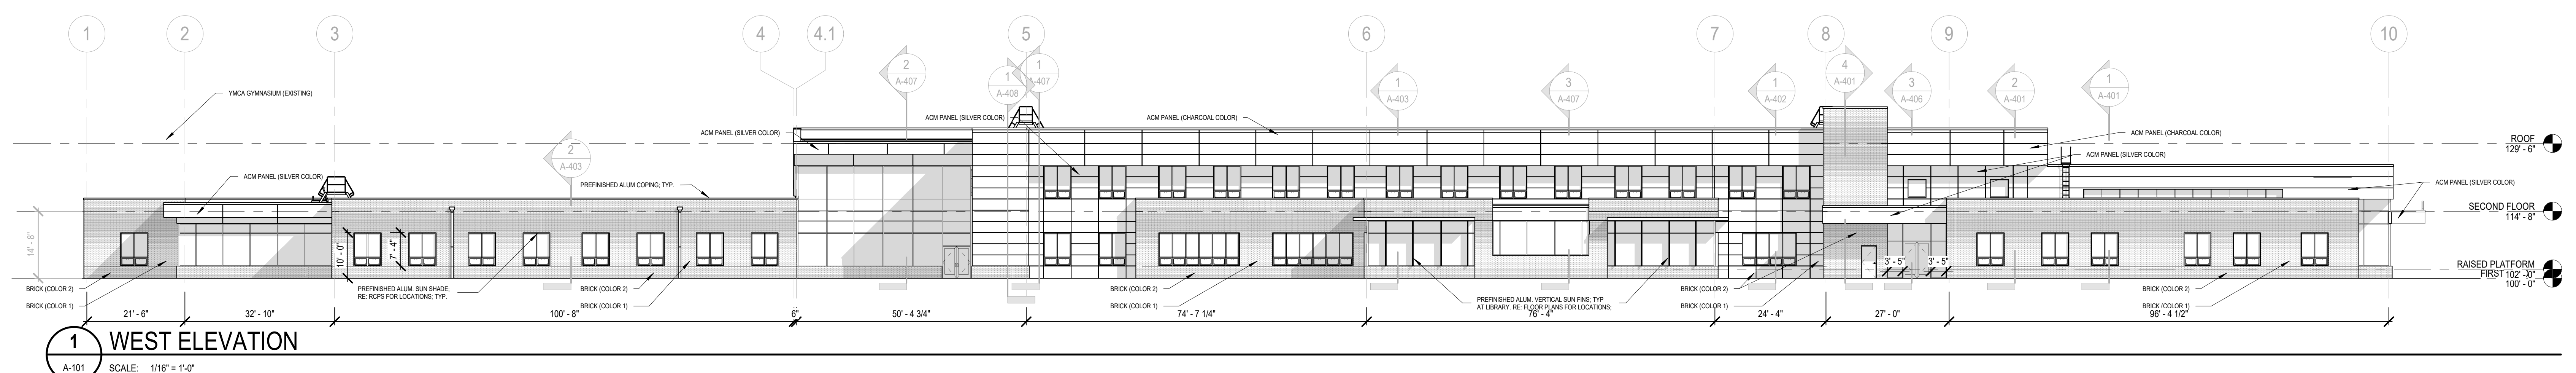 1
2
3
4
4.1
5
6
7
8
9
10
2
A-407
1
A-408
1
A-407
1
A-403
3
A-407
1
A-402
4
A-401
3
A-406
2
A-401
1
A-401
2
A-403
YMCA GYMNASIUM (EXISTING)
ACM PANEL (SILVER COLOR)
ACM PANEL (SILVER COLOR)
ACM PANEL (CHARCOAL COLOR)
ACM PANEL (CHARCOAL COLOR)
ACM PANEL (SILVER COLOR)
ACM PANEL (SILVER COLOR)
PREFINISHED ALUM COPING; TYP.
ACM PANEL (SILVER COLOR)
ROOF
129' - 6"
SECOND FLOOR
114' - 8"
RAISED PLATFORM
102' - 0"
FIRST
100' - 0"
14' - 8"
10' - 0"
7' - 4"
3' - 5"
3' - 5"
BRICK (COLOR 2)
BRICK (COLOR 1)
PREFINISHED ALUM. SUN SHADE;
RE: RCPS FOR LOCATIONS; TYP.
BRICK (COLOR 2)
BRICK (COLOR 1)
BRICK (COLOR 2)
BRICK (COLOR 1)
PREFINISHED ALUM. VERTICAL SUN FINS; TYP
AT LIBRARY. RE: FLOOR PLANS FOR LOCATIONS;
BRICK (COLOR 2)
BRICK (COLOR 1)
BRICK (COLOR 2)
BRICK (COLOR 1)
21' - 6"
32' - 10"
100' - 8"
6"
50' - 4 3/4"
74' - 7 1/4"
76' - 4"
24' - 4"
27' - 0"
96' - 4 1/2"
1
A-101
WEST ELEVATION
SCALE: 1/16" = 1'-0"